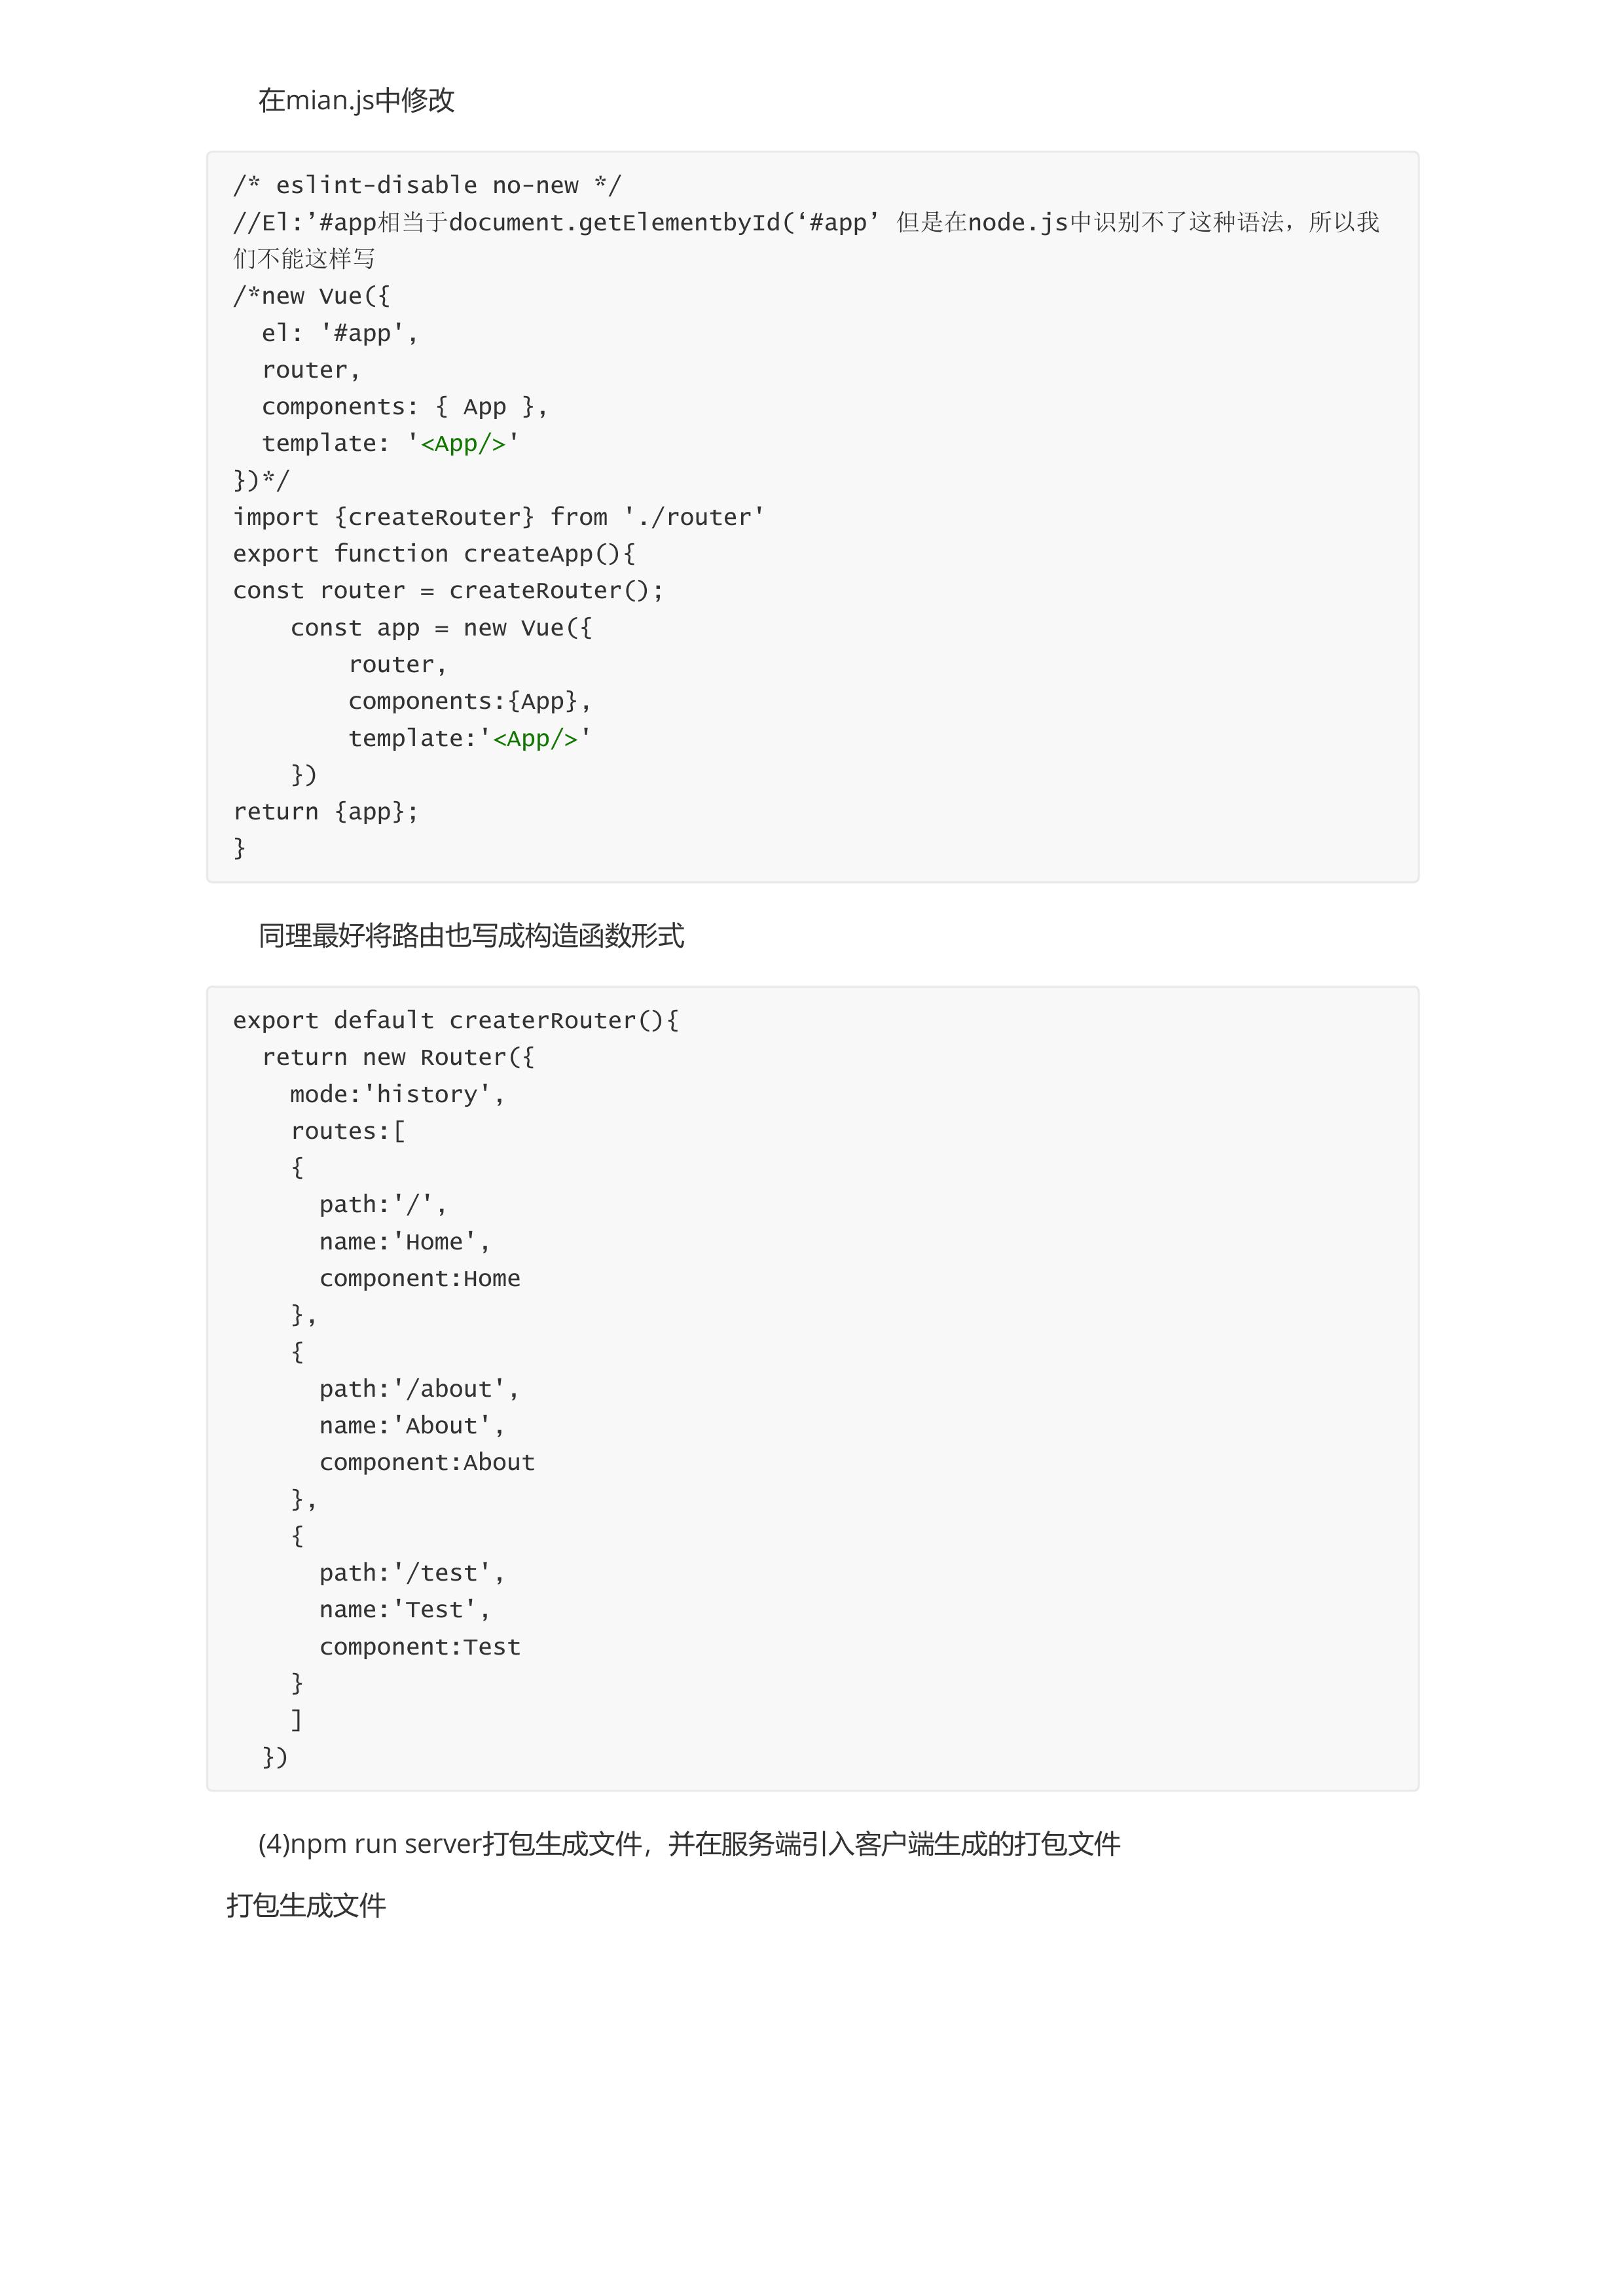 在mian.js中修改
/* eslint-disable no-new */
//El:’#app相当于document.getElementbyId(‘#app’ 但是在node.js中识别不了这种语法，所以我
们不能这样写
/*new Vue({
  el: '#app',
  router,
  components: { App },
  template: '<App/>'
})*/
import {createRouter} from './router'
export function createApp(){
const router = createRouter();
    const app = new Vue({
        router,
        components:{App},
        template:'<App/>'
    })
return {app};
}
同理最好将路由也写成构造函数形式
export default createrRouter(){
  return new Router({
    mode:'history',
    routes:[
    {
      path:'/',
      name:'Home',
      component:Home
    },
    {
      path:'/about',
      name:'About',
      component:About
    },
    {
      path:'/test',
      name:'Test',
      component:Test
    }
    ]
  })
(4)npm run server打包生成文件，并在服务端引入客户端生成的打包文件
打包生成文件